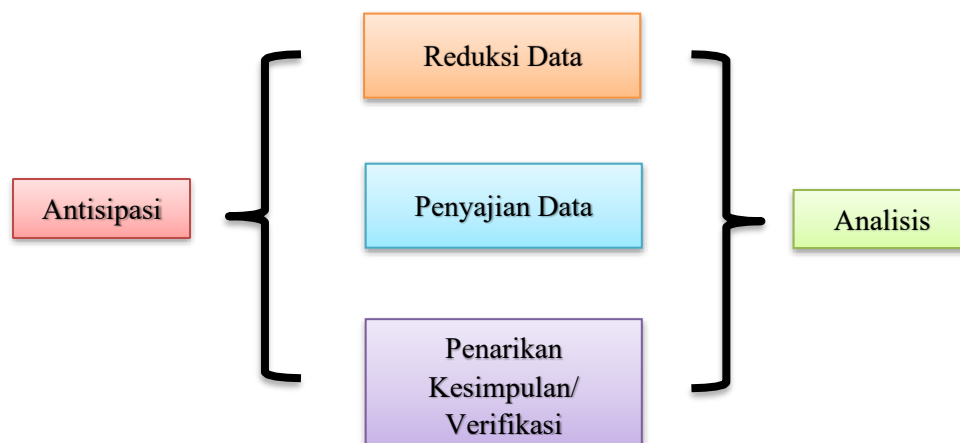 Reduksi Data
Antisipasi
Penyajian Data
Analisis
Penarikan
Kesimpulan/
Verifikasi